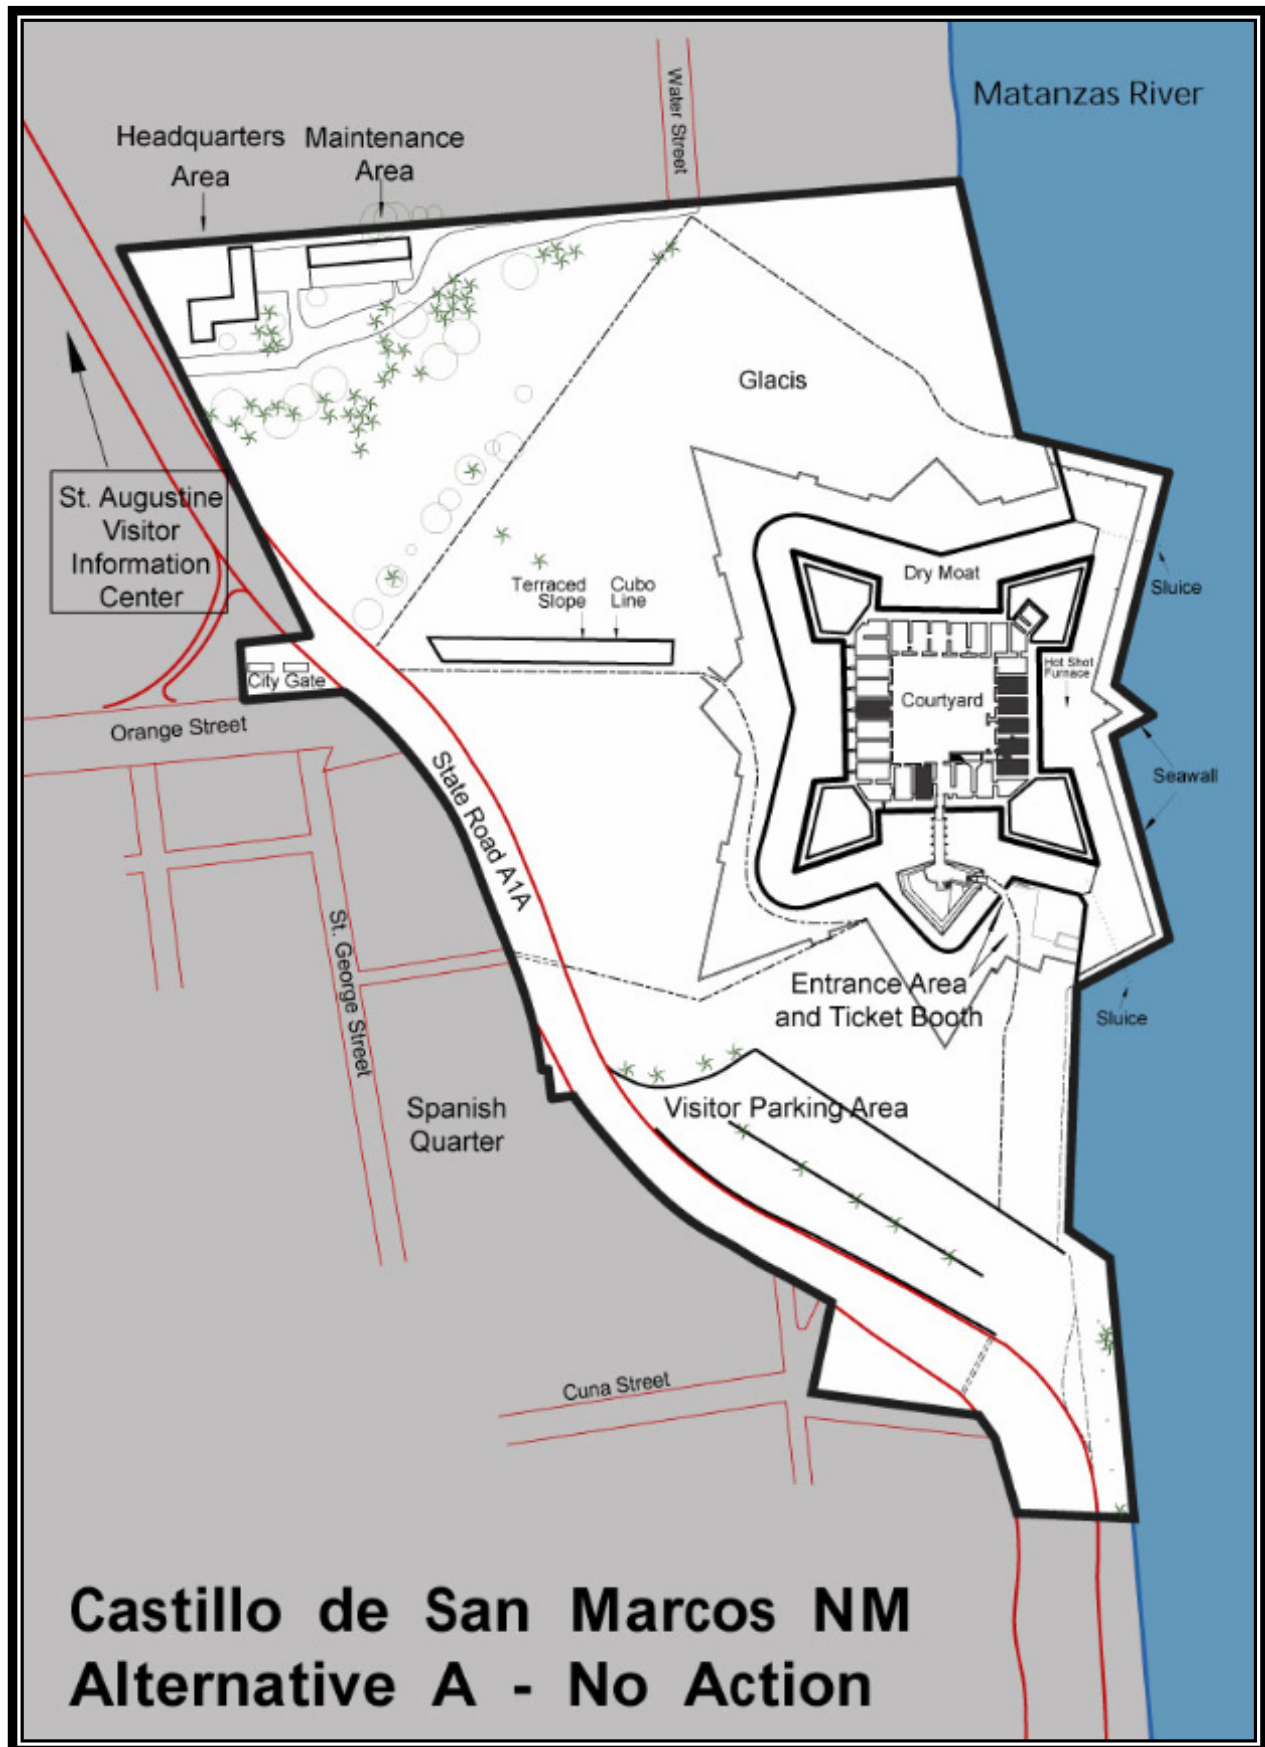 Matanzas River
Water Street
Headquarters
Area
Maintenance
Area
Glacis
St. Augustine
Visitor
Information
Center
Terraced
Slope
Cubo
Line
Dry Moat
Sluice
Hot Shot
Furnace
Courtyard
City Gate
Orange Street
State Road A1A
Seawall
St. George Street
Entrance Area
and Ticket Booth
Sluice
Spanish
Quarter
Visitor Parking Area
Cuna Street
Castillo de San Marcos NM
Alternative A - No Action